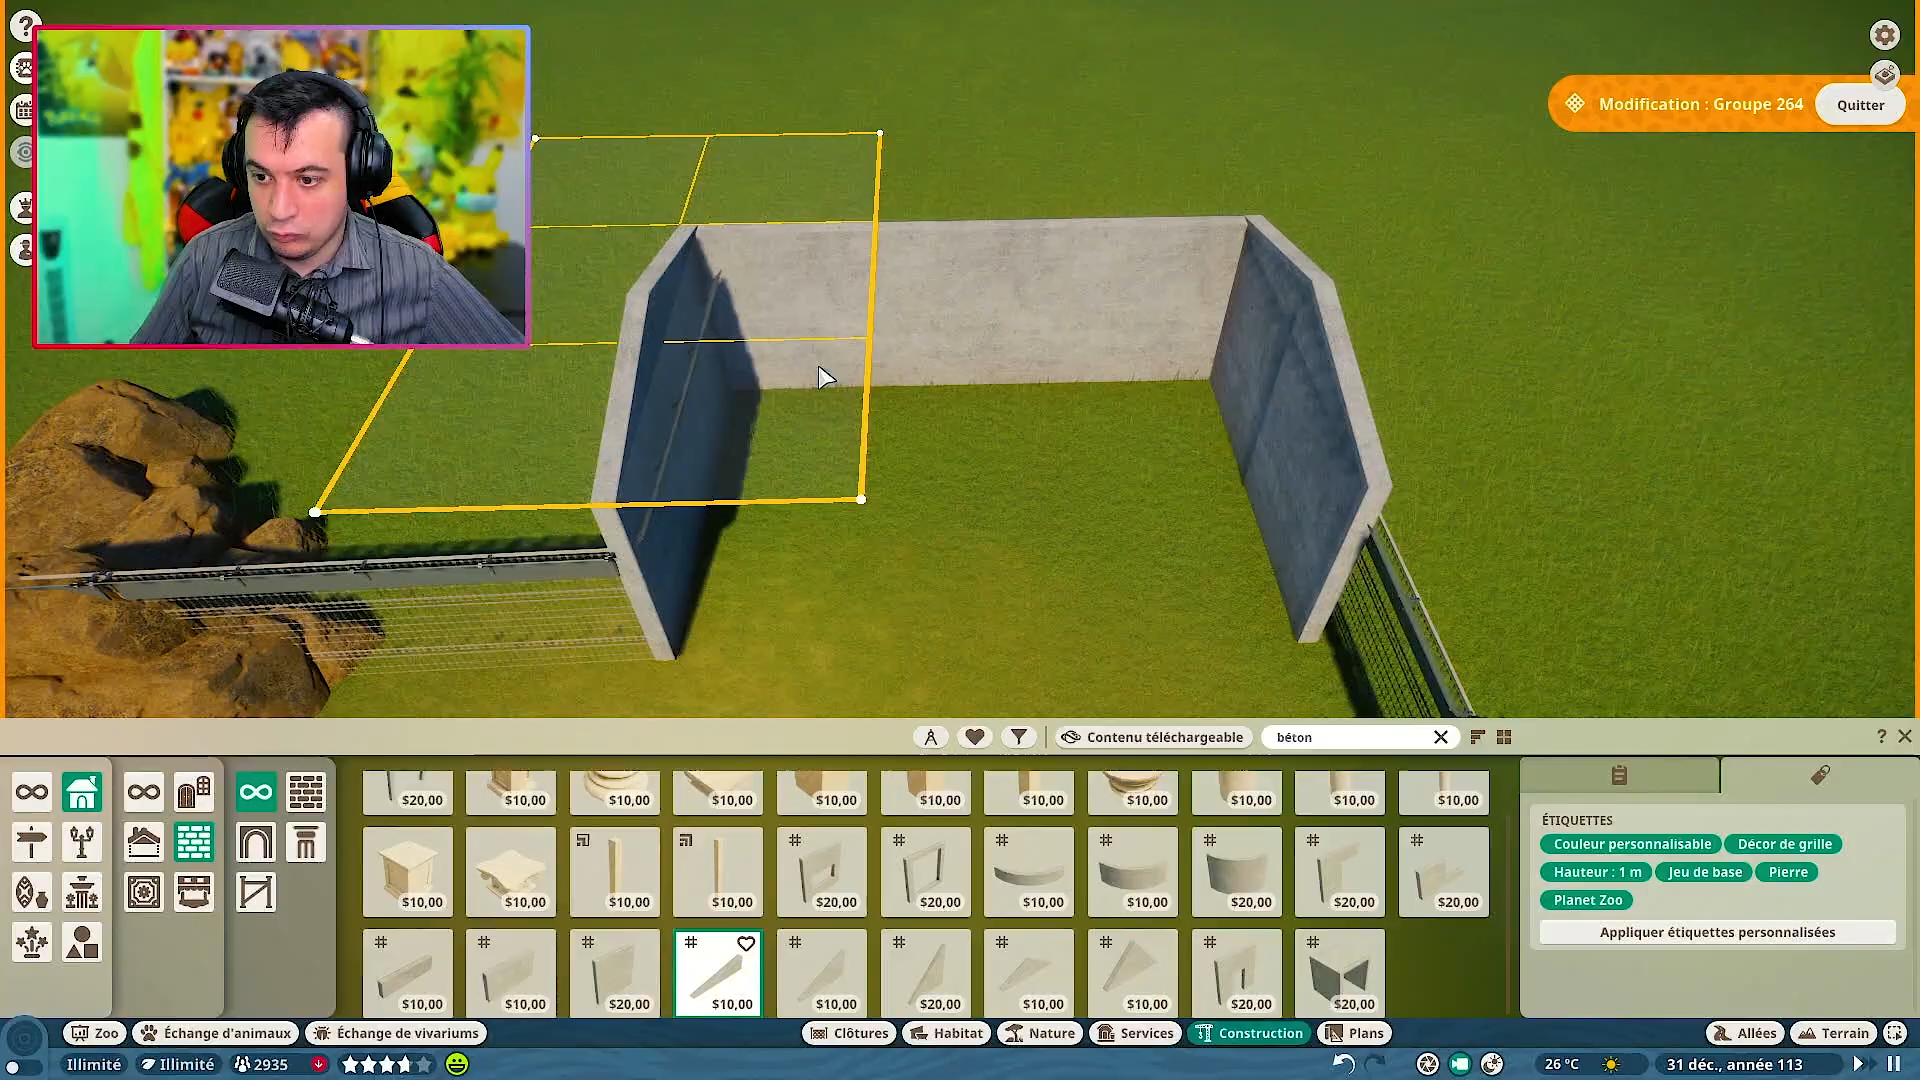 ?
Modification : Groupe 264
Quitter
Contenu téléchargeable
béton
?
$20,00 $10,00 $10,00 $10,00 $10,00 $10,00 $10,00 $10,00 $10,00 $10,00 $10,00
$10,00 $10,00 $10,00 $10,00 $20,00 $20,00 $10,00 $10,00 $20,00 $20,00 $20,00
$10,00 $10,00 $20,00 $10,00 $10,00 $20,00 $10,00 $10,00 $20,00 $20,00
ÉTIQUETTES
Couleur personnalisable Décor de grille
Hauteur : 1 m Jeu de base Pierre
Planet Zoo
Appliquer étiquettes personnalisées
Zoo Échange d'animaux Échange de vivariums Clôtures Habitat Nature Services Construction Plans Allées Terrain
Illimité Illimité 2935 26 °C 31 déc., année 113